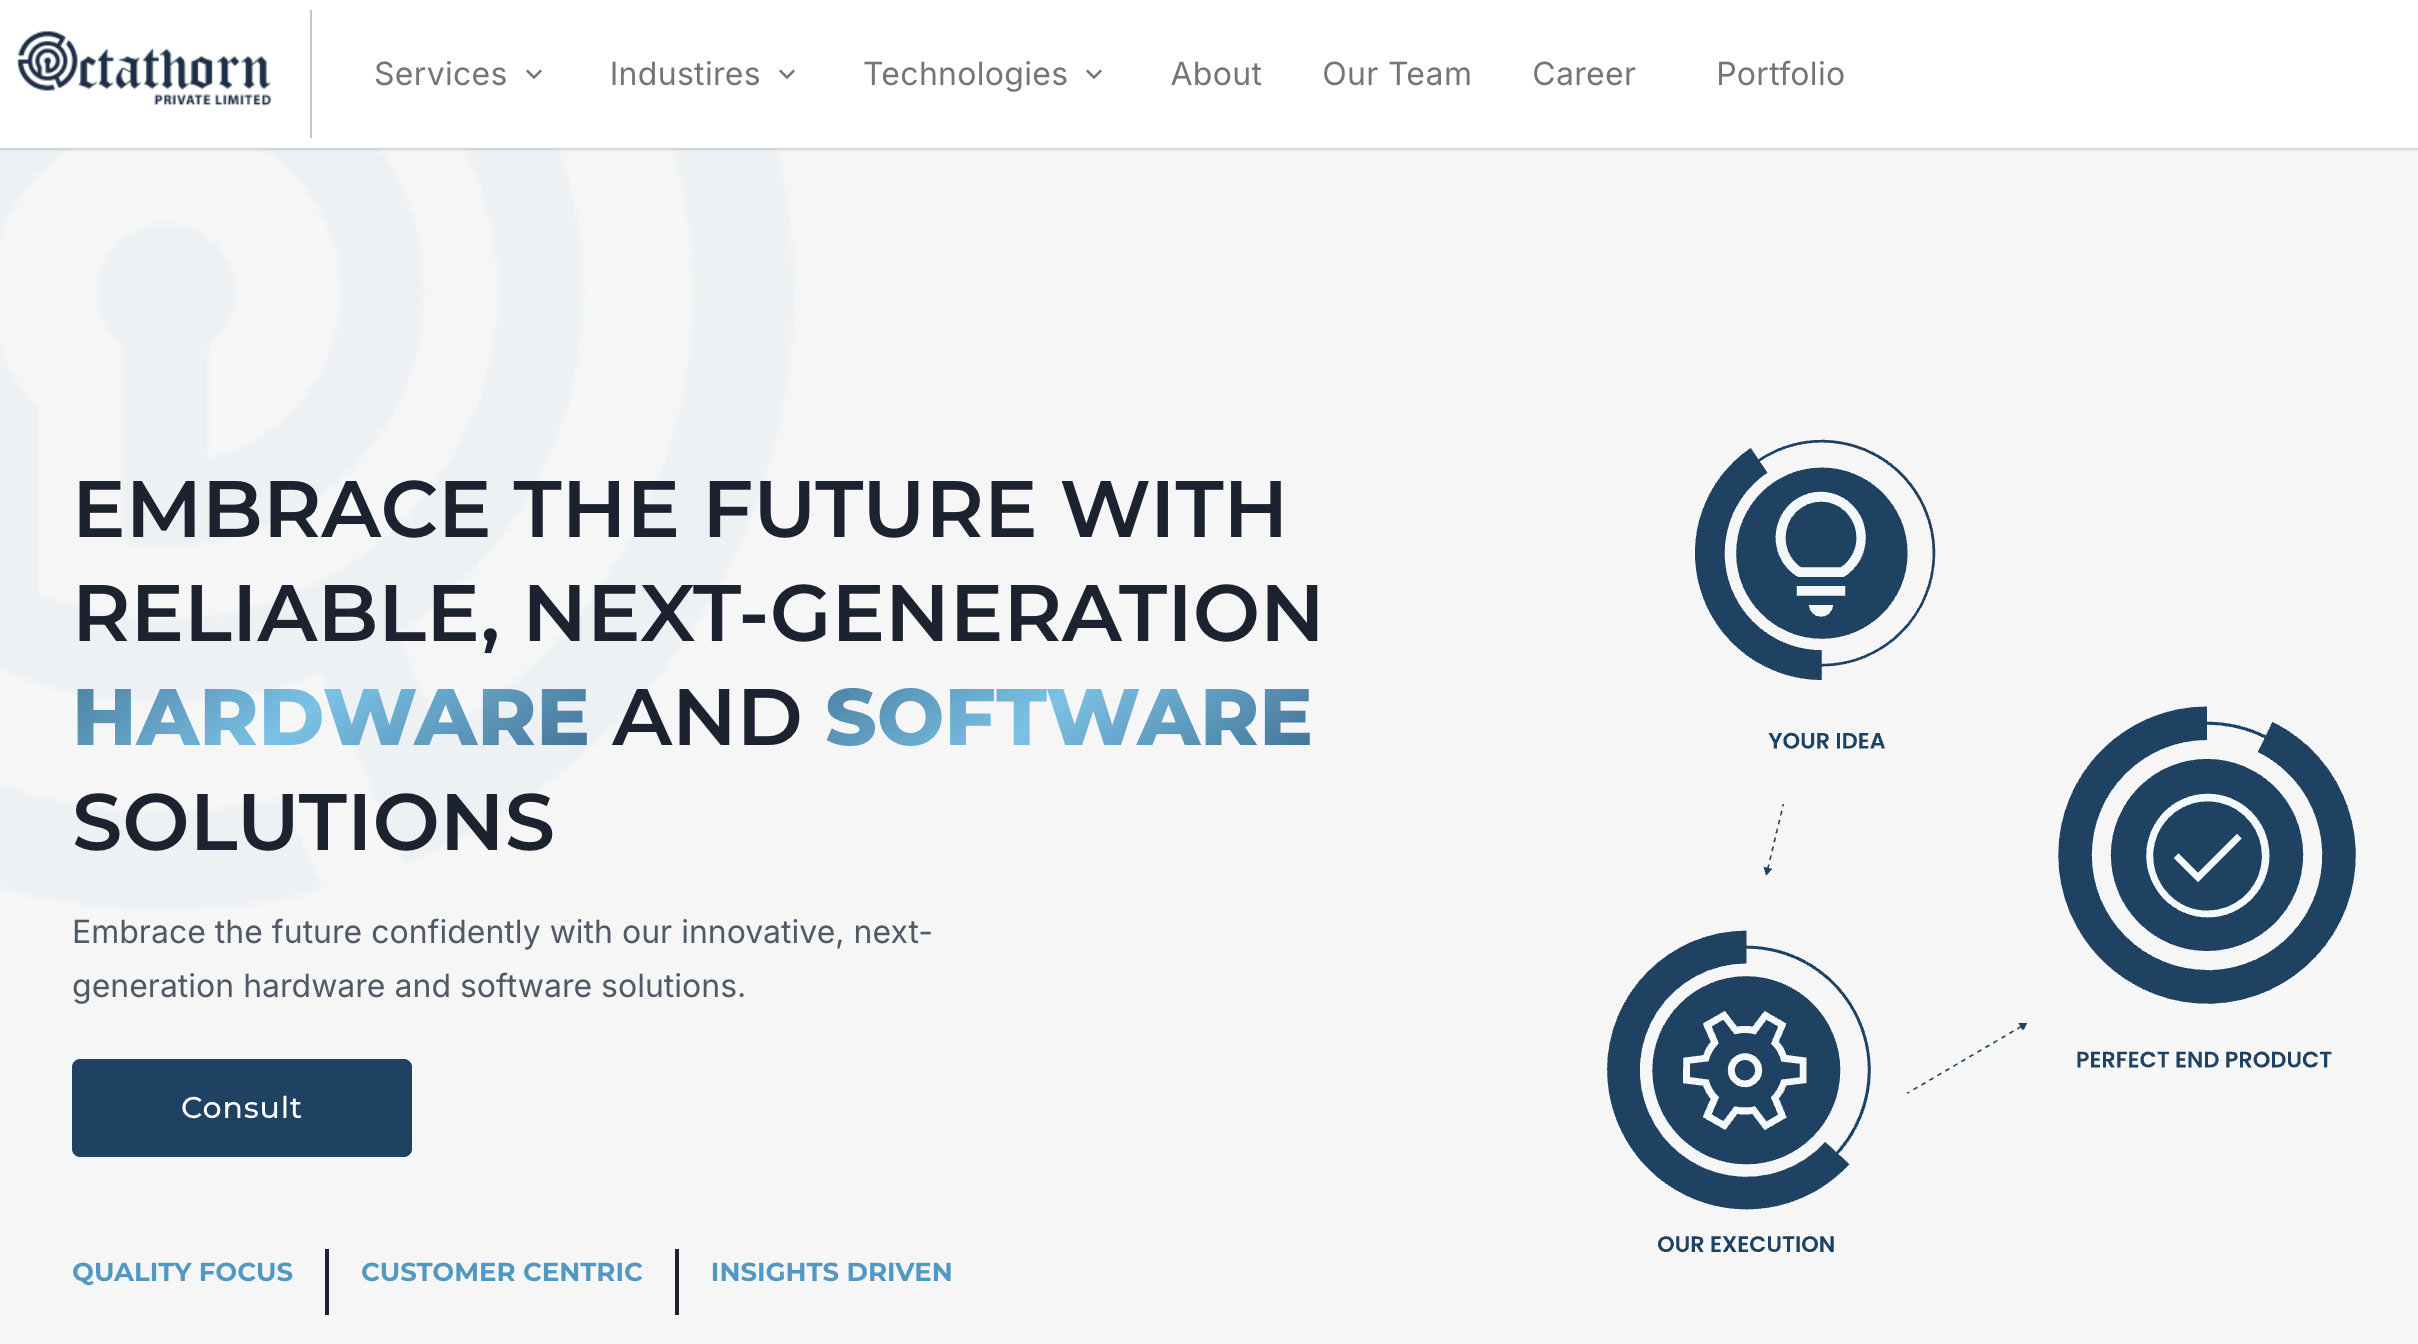 Octathorn
PRIVATE LIMITED
Services
Industires
Technologies
About
Our Team
Career
Portfolio
EMBRACE THE FUTURE WITH
RELIABLE, NEXT-GENERATION
HARDWARE AND SOFTWARE
SOLUTIONS
Embrace the future confidently with our innovative, next-
generation hardware and software solutions.
Consult
QUALITY FOCUS
CUSTOMER CENTRIC
INSIGHTS DRIVEN
YOUR IDEA
OUR EXECUTION
PERFECT END PRODUCT